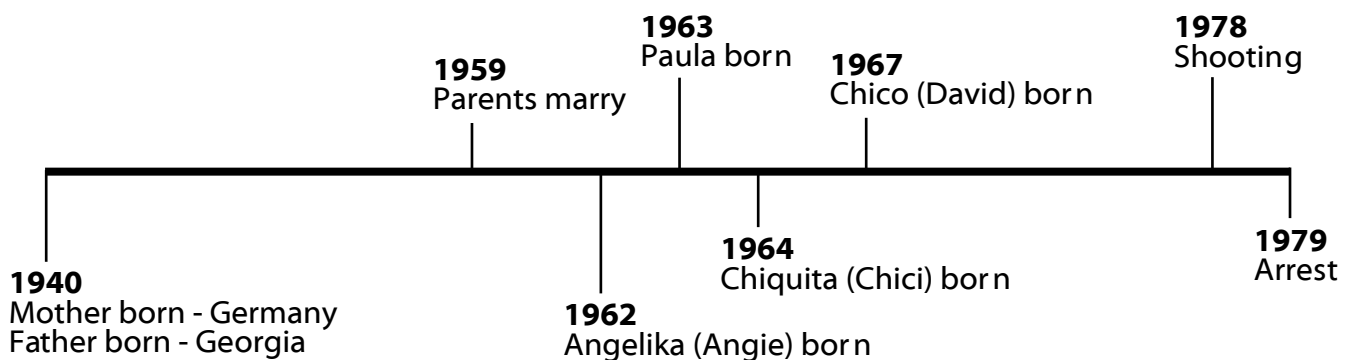 1940
Mother born - Germany
Father born - Georgia
1959
Parents marry
1962
Angelika (Angie) born
1963
Paula born
1964
Chiquita (Chici) born
1967
Chico (David) born
1978
Shooting
1979
Arrest